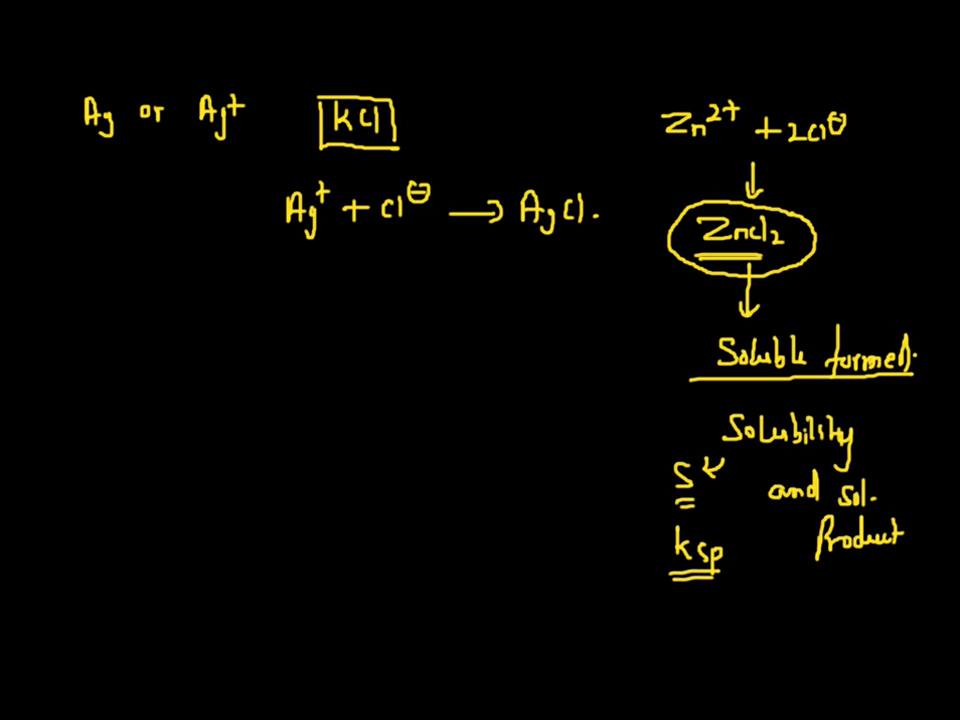 Ag or Ag⁺ KCl
Ag⁺ + Cl⊖ → AgCl.
Zn²⁺ + 2Cl⊖
↓
ZnCl₂
↓
Soluble formed.
Solubility
S ↙ and sol.
Ksp Product